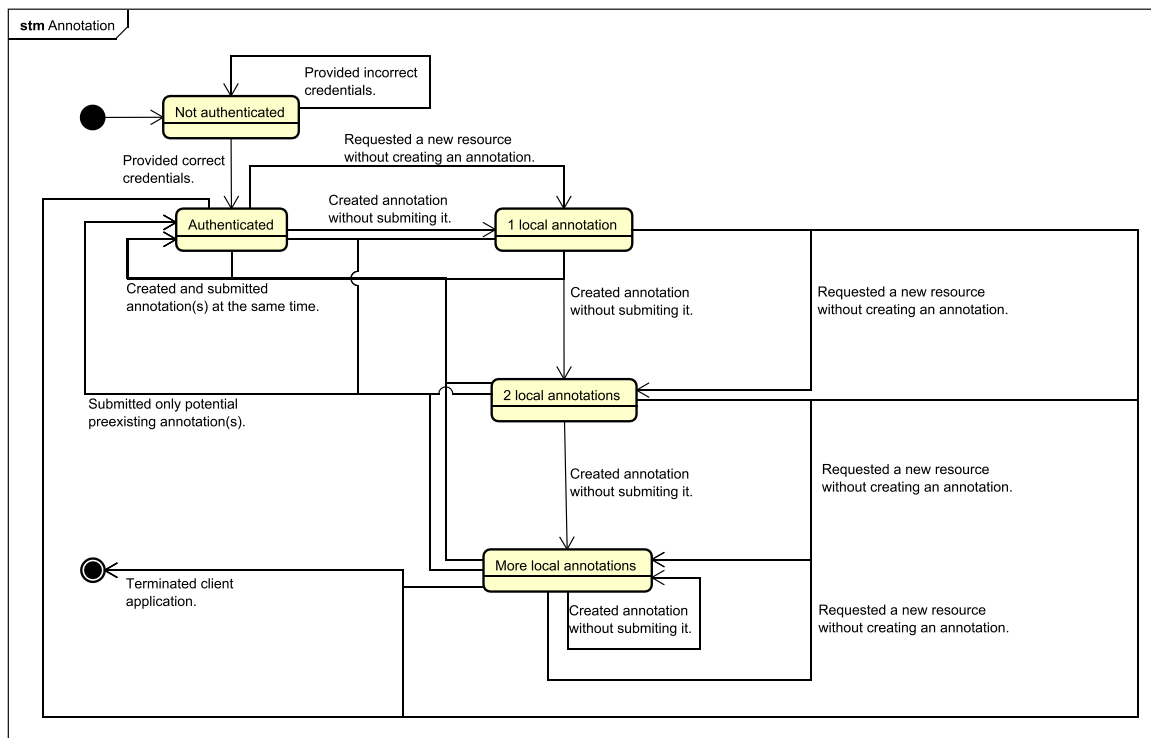 stm Annotation
Provided incorrect
credentials.
Not authenticated
Requested a new resource
without creating an annotation.
Provided correct
credentials.
Created annotation
without submiting it.
Authenticated
1 local annotation
Created and submitted
annotation(s) at the same time.
Created annotation
without submiting it.
Requested a new resource
without creating an annotation.
2 local annotations
Submitted only potential
preexisting annotation(s).
Created annotation
without submiting it.
Requested a new resource
without creating an annotation.
More local annotations
Terminated client
application.
Created annotation
without submiting it.
Requested a new resource
without creating an annotation.